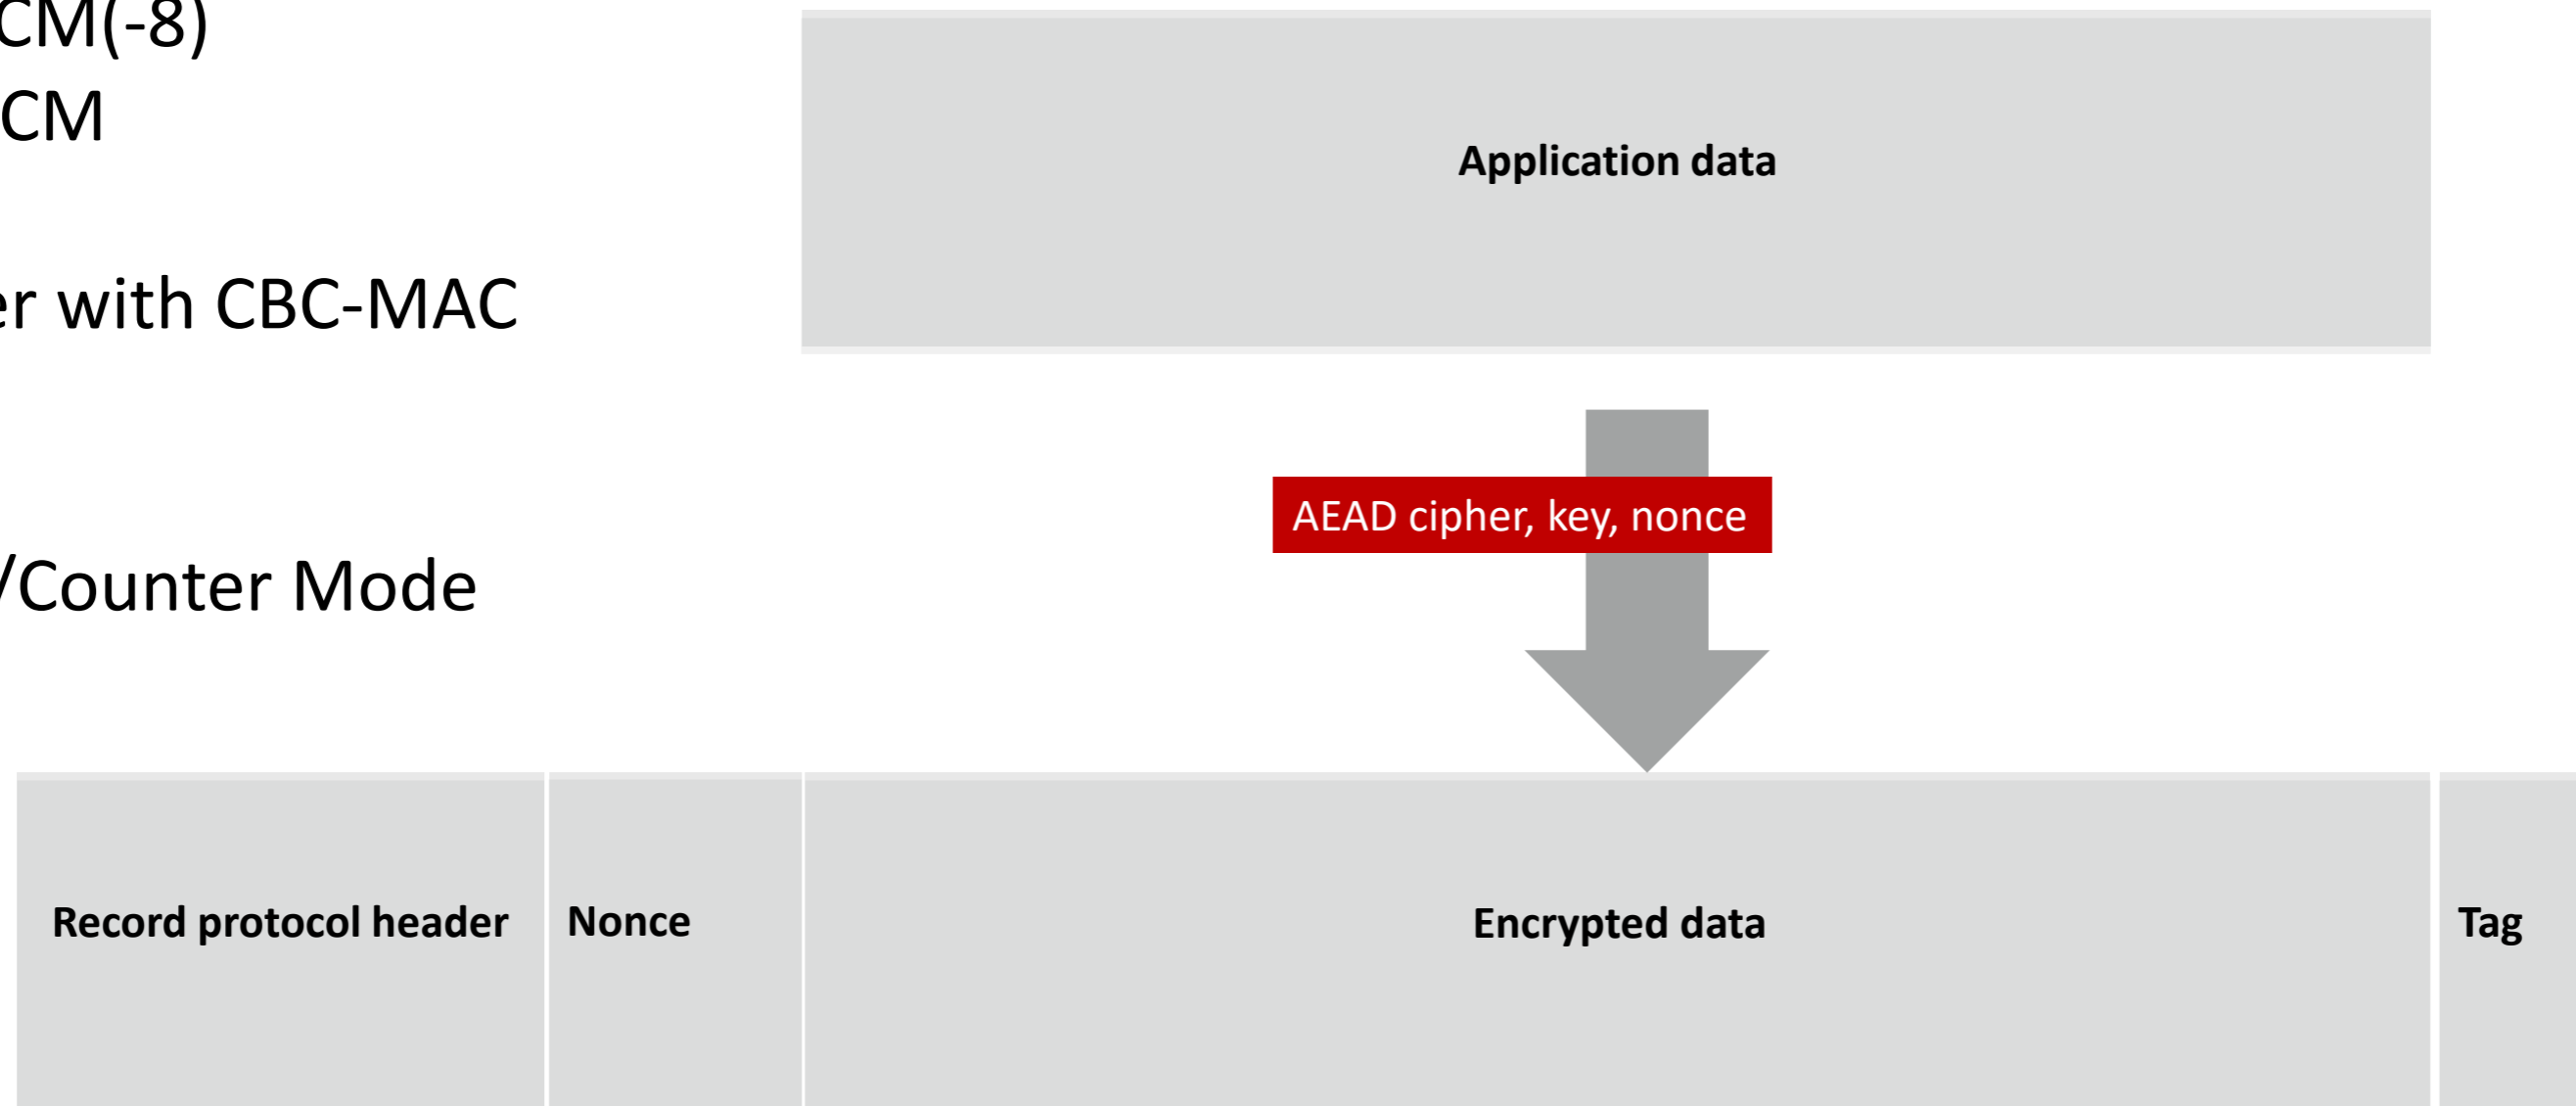 CM(-8)
CM
er with CBC-MAC
/Counter Mode
Application data
AEAD cipher, key, nonce
Record protocol header
Nonce
Encrypted data
Tag